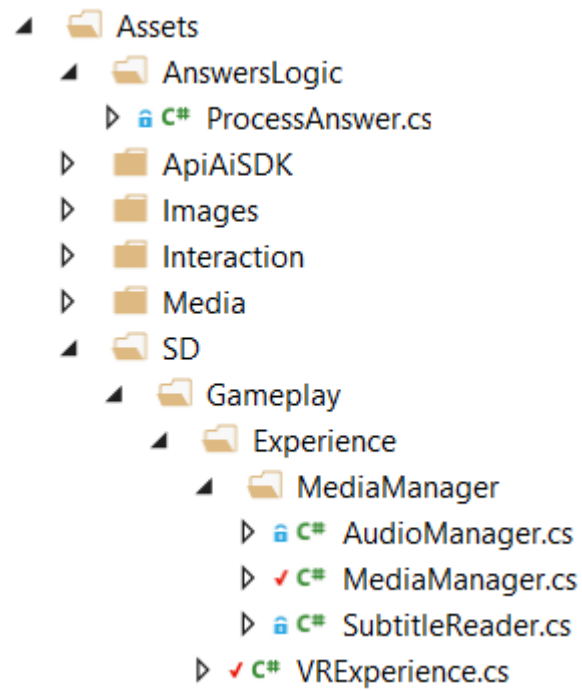 Assets
AnswersLogic
C# ProcessAnswer.cs
ApiAiSDK
Images
Interaction
Media
SD
Gameplay
Experience
MediaManager
C# AudioManager.cs
C# MediaManager.cs
C# SubtitleReader.cs
C# VRExperience.cs